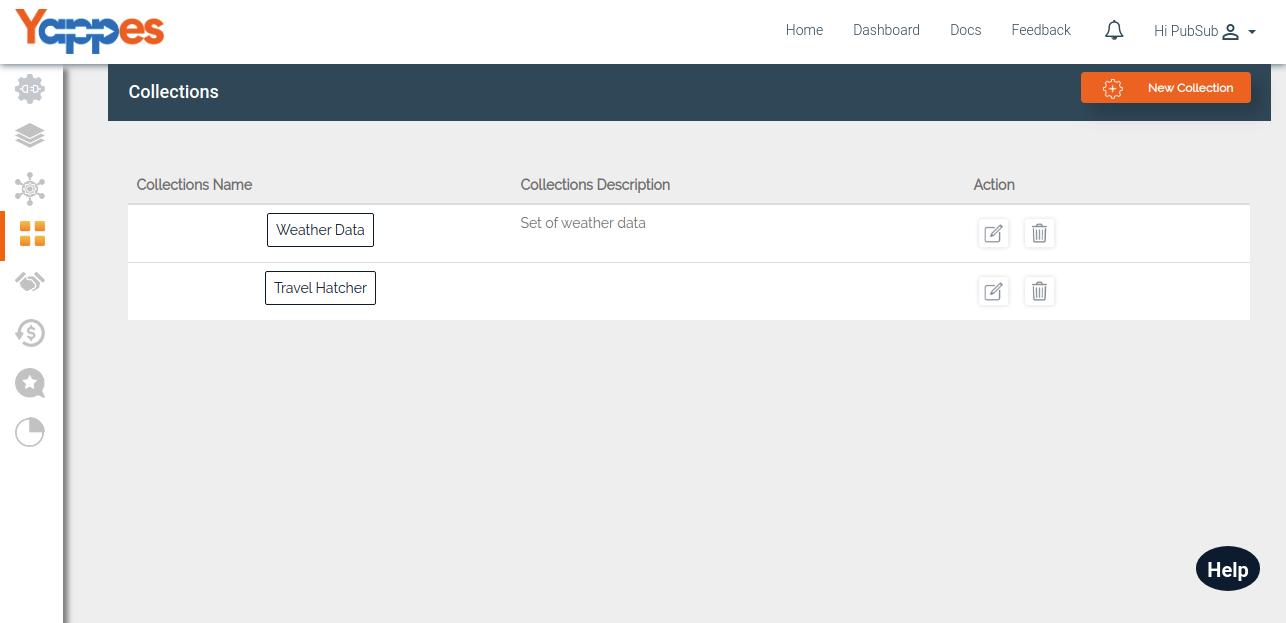 Yappes
Home Dashboard Docs Feedback Hi PubSub
Collections
New Collection
Collections Name Collections Description Action
Weather Data Set of weather data
Travel Hatcher
Help